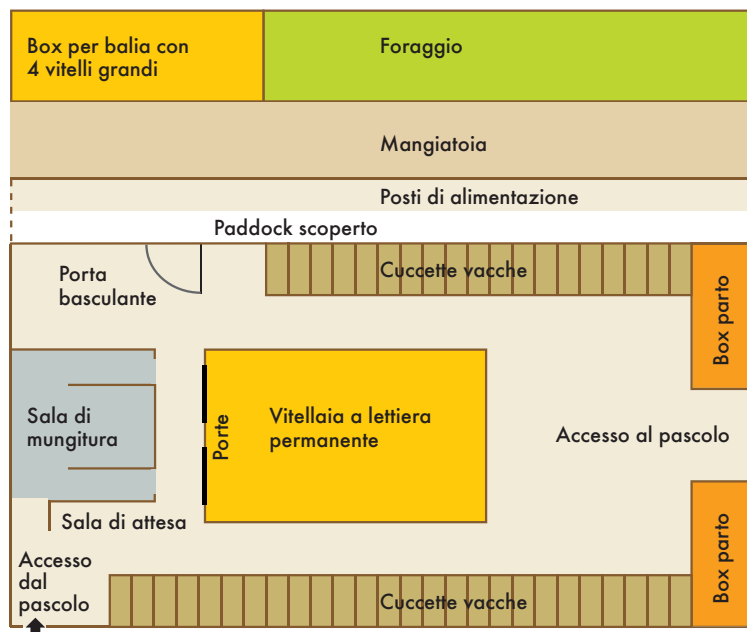 Box per balia con
4 vitelli grandi
Foraggio
Mangiatoia
Posti di alimentazione
Paddock scoperto
Porta
basculante
Cuccette vacche
Box parto
Sala di
mungitura
Porte
Vitellaia a lettiera
permanente
Accesso al pascolo
Sala di attesa
Accesso
dal
pascolo
Cuccette vacche
Box parto